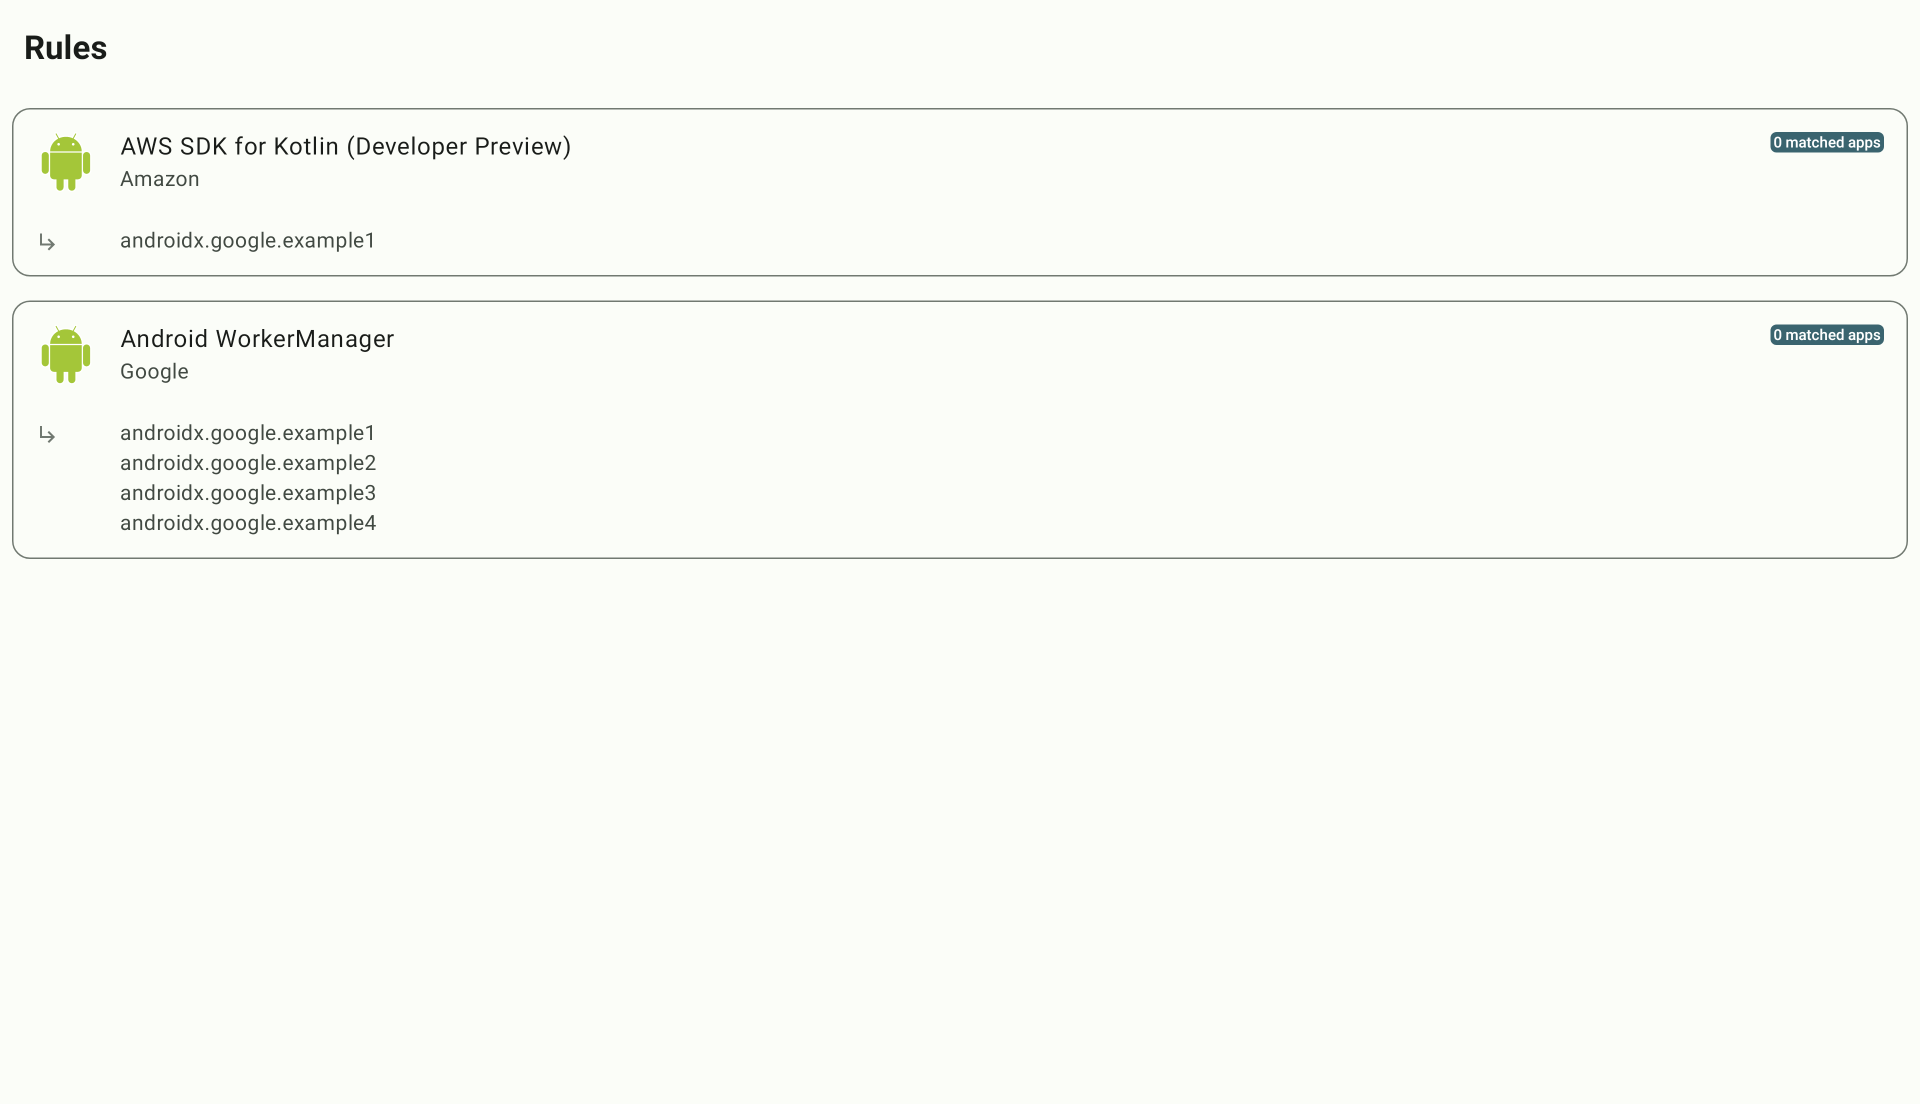 Rules
AWS SDK for Kotlin (Developer Preview)
0 matched apps
Amazon
androidx.google.example1
Android WorkerManager
0 matched apps
Google
androidx.google.example1
androidx.google.example2
androidx.google.example3
androidx.google.example4